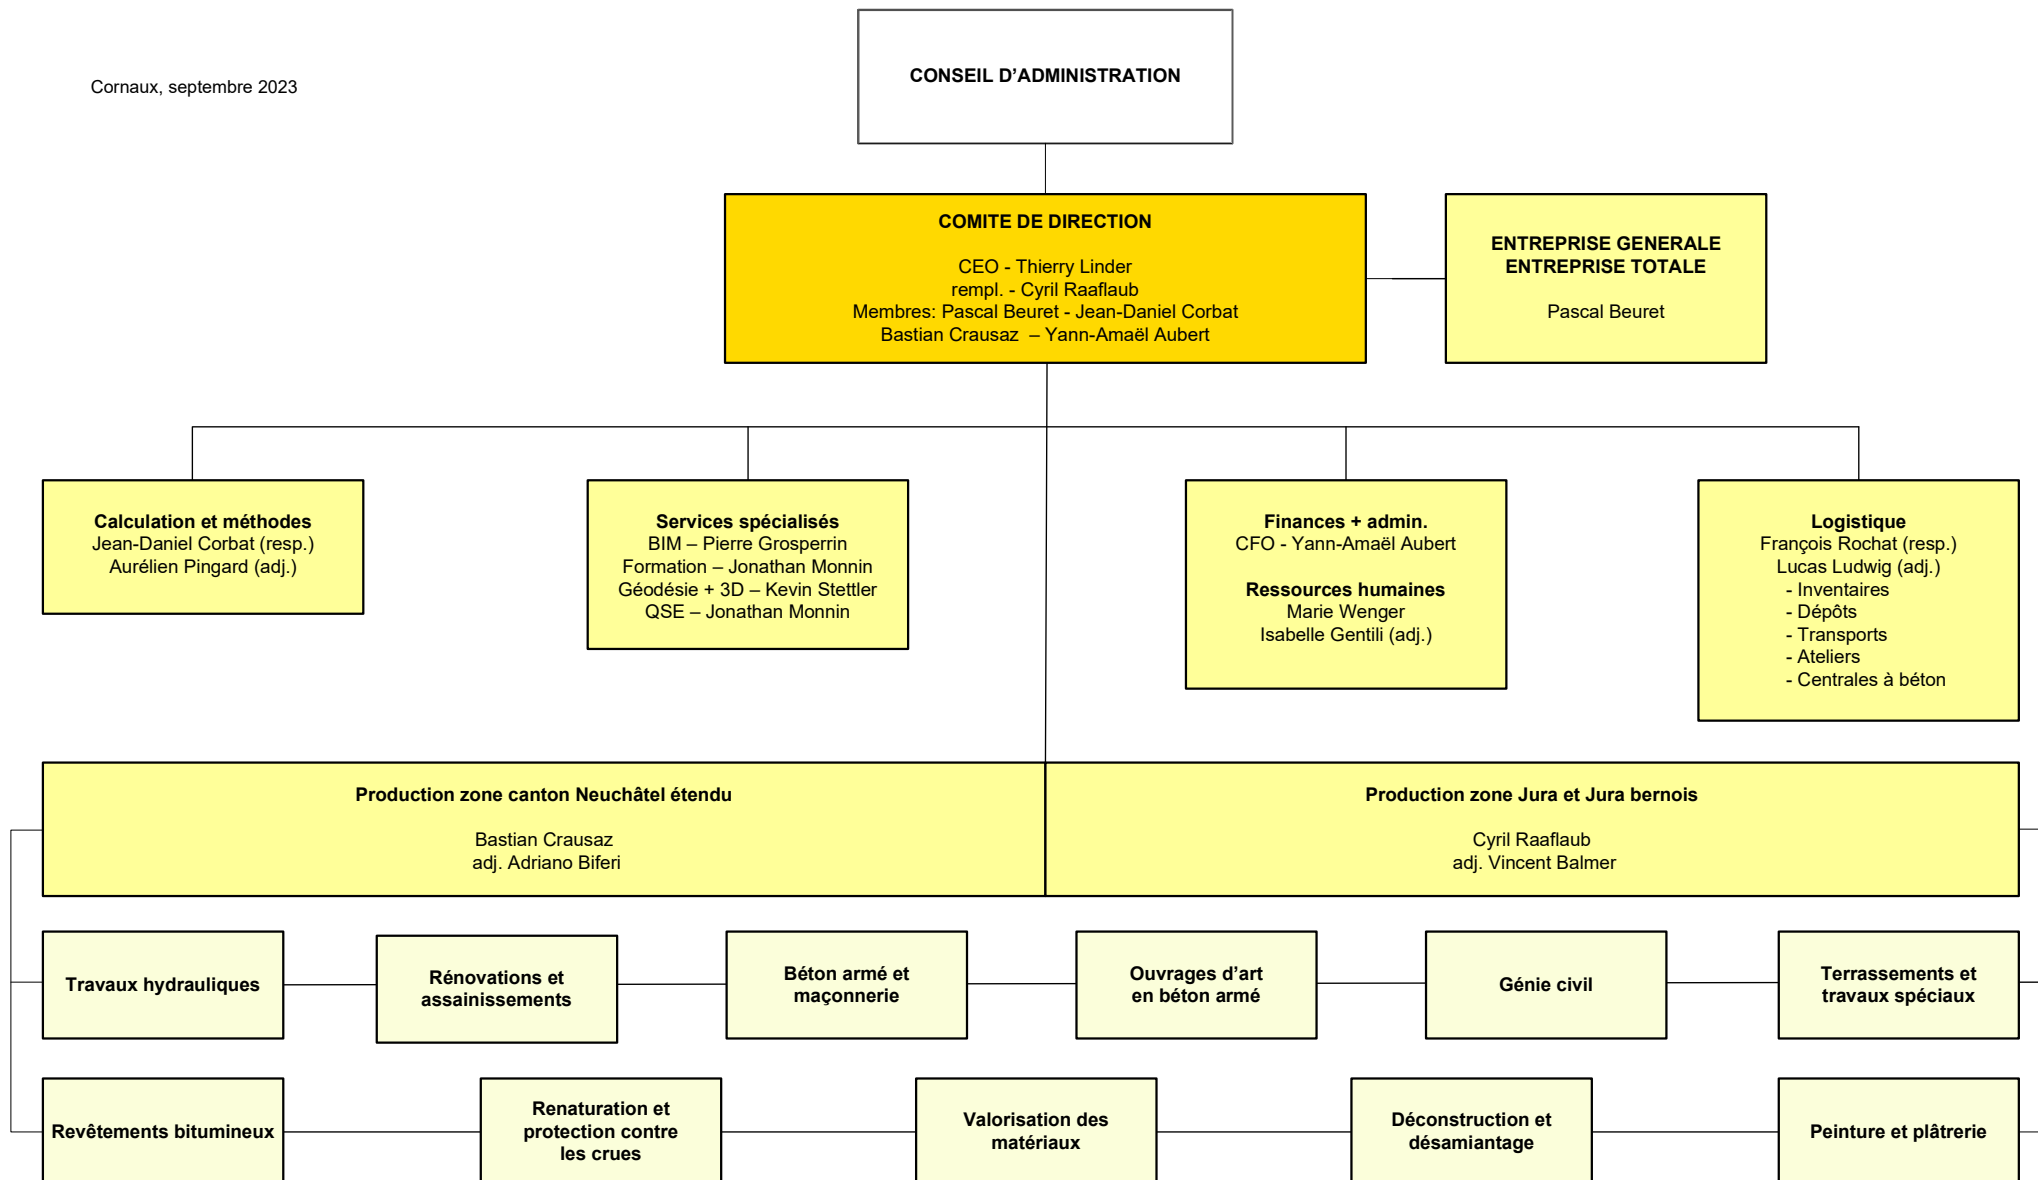 Cornaux, septembre 2023
CONSEIL D’ADMINISTRATION
COMITE DE DIRECTION
CEO - Thierry Linder
rempl. - Cyril Raaflaub
Membres: Pascal Beuret - Jean-Daniel Corbat
Bastian Crausaz – Yann-Amaël Aubert
ENTREPRISE GENERALE
ENTREPRISE TOTALE
Pascal Beuret
Calculation et méthodes
Jean-Daniel Corbat (resp.)
Aurélien Pingard (adj.)
Services spécialisés
BIM – Pierre Grosperrin
Formation – Jonathan Monnin
Géodésie + 3D – Kevin Stettler
QSE – Jonathan Monnin
Finances + admin.
CFO - Yann-Amaël Aubert
Ressources humaines
Marie Wenger
Isabelle Gentili (adj.)
Logistique
François Rochat (resp.)
Lucas Ludwig (adj.)
- Inventaires
- Dépôts
- Transports
- Ateliers
- Centrales à béton
Production zone canton Neuchâtel étendu
Bastian Crausaz
adj. Adriano Biferi
Production zone Jura et Jura bernois
Cyril Raaflaub
adj. Vincent Balmer
Travaux hydrauliques
Rénovations et
assainissements
Béton armé et
maçonnerie
Ouvrages d’art
en béton armé
Génie civil
Terrassements et
travaux spéciaux
Revêtements bitumineux
Renaturation et
protection contre
les crues
Valorisation des
matériaux
Déconstruction et
désamiantage
Peinture et plâtrerie